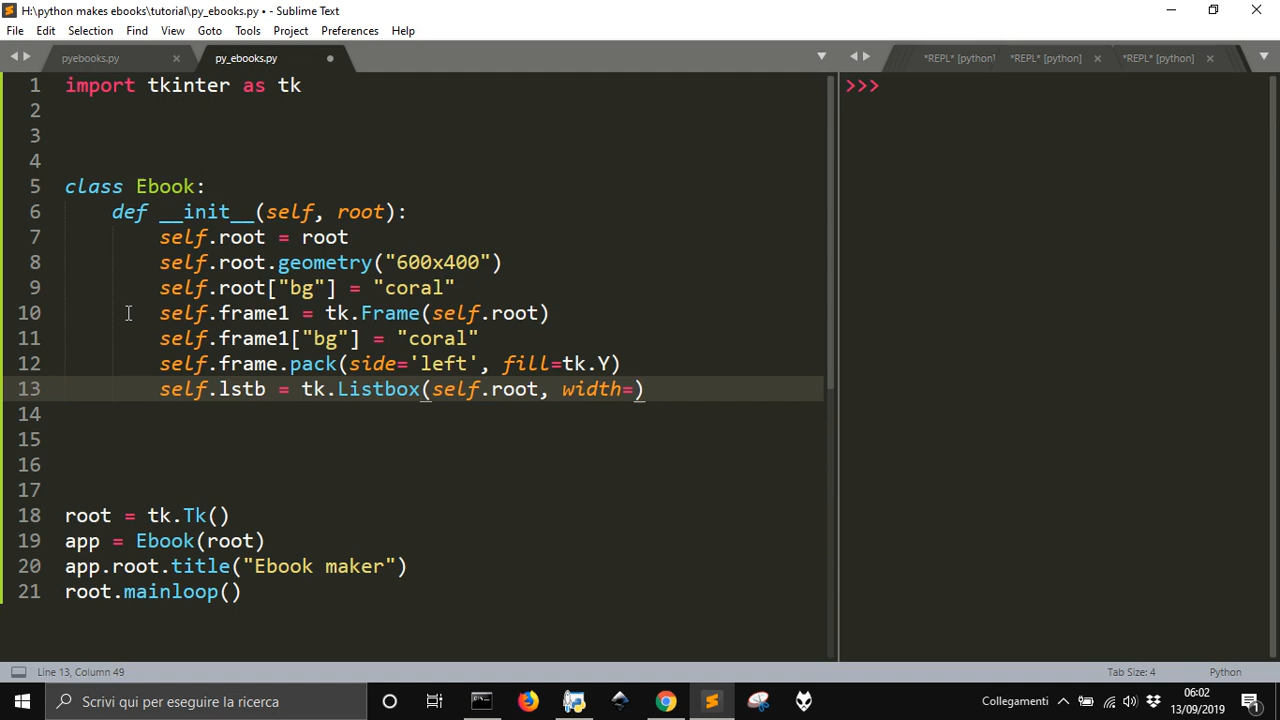 H:\python makes ebooks\tutorial\py_ebooks.py • - Sublime Text
File Edit Selection Find View Goto Tools Project Preferences Help
pyebooks.py × py_ebooks.py *REPL* [python] *REPL* [python] × *REPL* [python] ×
1 import tkinter as tk >>>
2
3
4
5 class Ebook:
6 def __init__(self, root):
7 self.root = root
8 self.root.geometry("600x400")
9 self.root["bg"] = "coral"
10 self.frame1 = tk.Frame(self.root)
11 self.frame1["bg"] = "coral"
12 self.frame.pack(side='left', fill=tk.Y)
13 self.lstb = tk.Listbox(self.root, width=)
14
15
16
17
18 root = tk.Tk()
19 app = Ebook(root)
20 app.root.title("Ebook maker")
21 root.mainloop()
Line 13, Column 49 Tab Size: 4 Python
Scrivi qui per eseguire la ricerca Collegamenti 06:02
13/09/2019 1